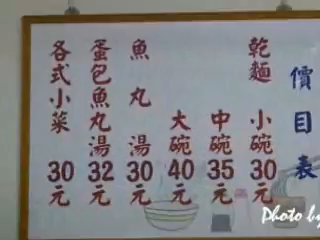 價目表
乾麵 小碗 30元
中碗 35元
大碗 40元
魚丸湯 30元
蛋包魚丸湯 32元
各式小菜 30元
Photo by